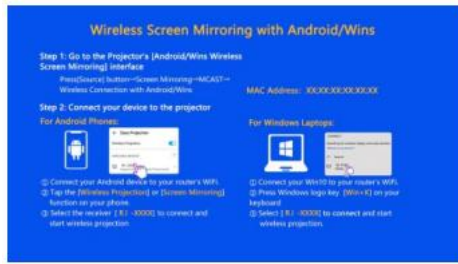 Wireless Screen Mirroring with Android/Wins
Step 1: Go to the Projector's [Android/Wins Wireless
Screen Mirroring] interface
Press[Source] button→Screen Mirroring→MCAST→
Wireless Connection with Android/Wins
MAC Address: XX:XX:XX:XX:XX:XX
Step 2: Connect your device to the projector
For Android Phones:
① Connect your Android device to your router's WiFi.
② Tap the [Wireless Projection] or [Screen Mirroring]
function on your phone.
③ Select the receiver [ RJ -XXXX] to connect and
start wireless projection
For Windows Laptops:
① Connect your Win10 to your router's WiFi.
② Press Windows logo key [Win+K] on your
keyboard
③ Select [ RJ -XXXX] to connect and start
wireless projection.